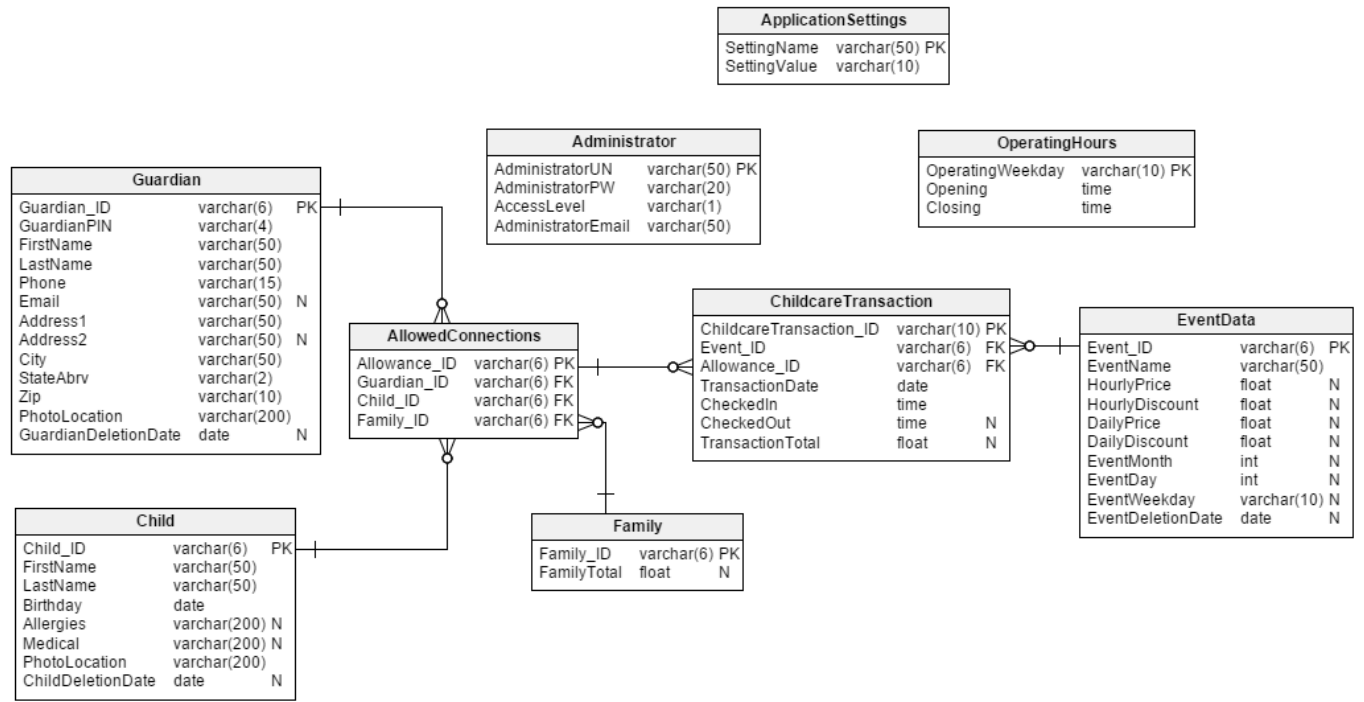 ApplicationSettings
SettingName varchar(50) PK
SettingValue varchar(10)
Administrator
AdministratorUN varchar(50) PK
AdministratorPW varchar(20)
AccessLevel varchar(1)
AdministratorEmail varchar(50)
OperatingHours
OperatingWeekday varchar(10) PK
Opening time
Closing time
Guardian
Guardian_ID varchar(6) PK
GuardianPIN varchar(4)
FirstName varchar(50)
LastName varchar(50)
Phone varchar(15)
Email varchar(50) N
Address1 varchar(50)
Address2 varchar(50) N
City varchar(50)
StateAbrv varchar(2)
Zip varchar(10)
PhotoLocation varchar(200)
GuardianDeletionDate date N
AllowedConnections
Allowance_ID varchar(6) PK
Guardian_ID varchar(6) FK
Child_ID varchar(6) FK
Family_ID varchar(6) FK
ChildcareTransaction
ChildcareTransaction_ID varchar(10) PK
Event_ID varchar(6) FK
Allowance_ID varchar(6) FK
TransactionDate date
CheckedIn time
CheckedOut time N
TransactionTotal float N
EventData
Event_ID varchar(6) PK
EventName varchar(50)
HourlyPrice float N
HourlyDiscount float N
DailyPrice float N
DailyDiscount float N
EventMonth int N
EventDay int N
EventWeekday varchar(10) N
EventDeletionDate date N
Child
Child_ID varchar(6) PK
FirstName varchar(50)
LastName varchar(50)
Birthday date
Allergies varchar(200) N
Medical varchar(200) N
PhotoLocation varchar(200)
ChildDeletionDate date N
Family
Family_ID varchar(6) PK
FamilyTotal float N